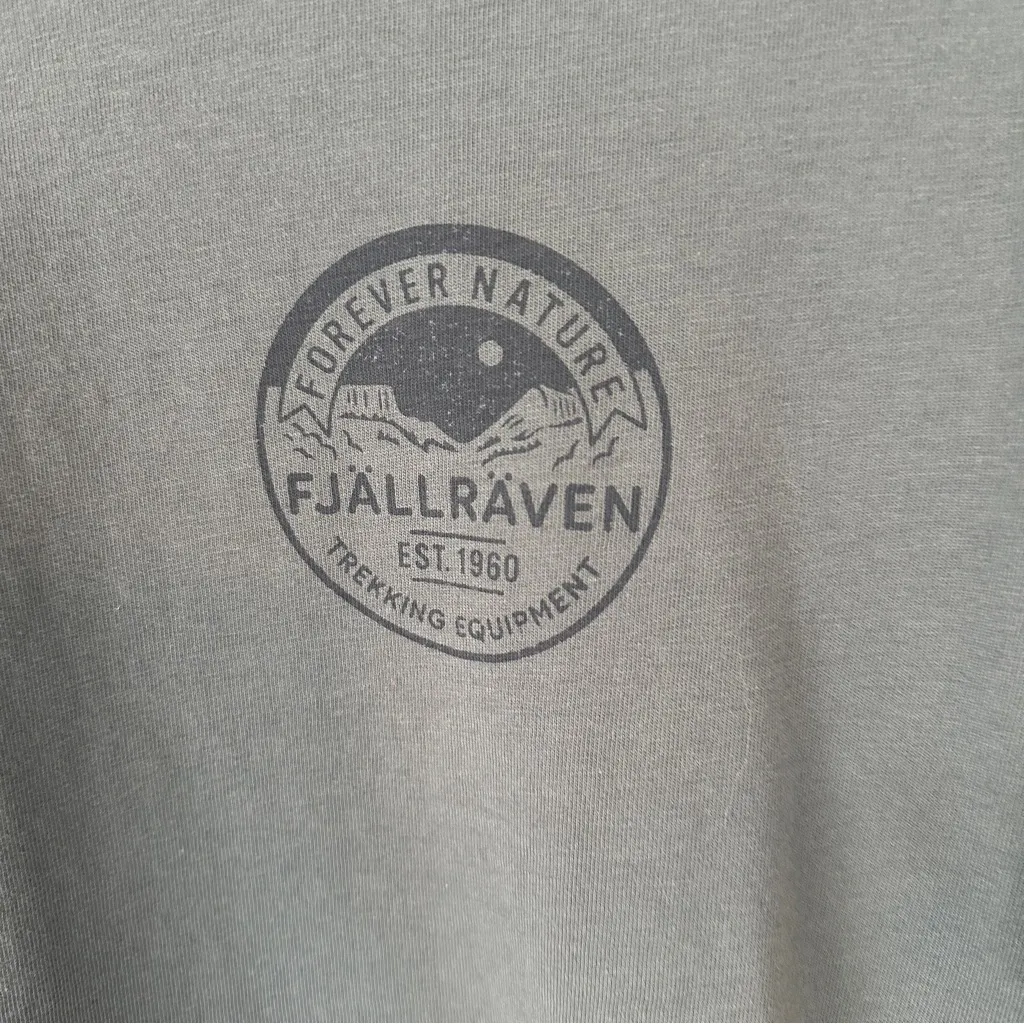 FOREVER NATURE
FJÄLLRÄVEN
EST. 1960
TREKKING EQUIPMENT